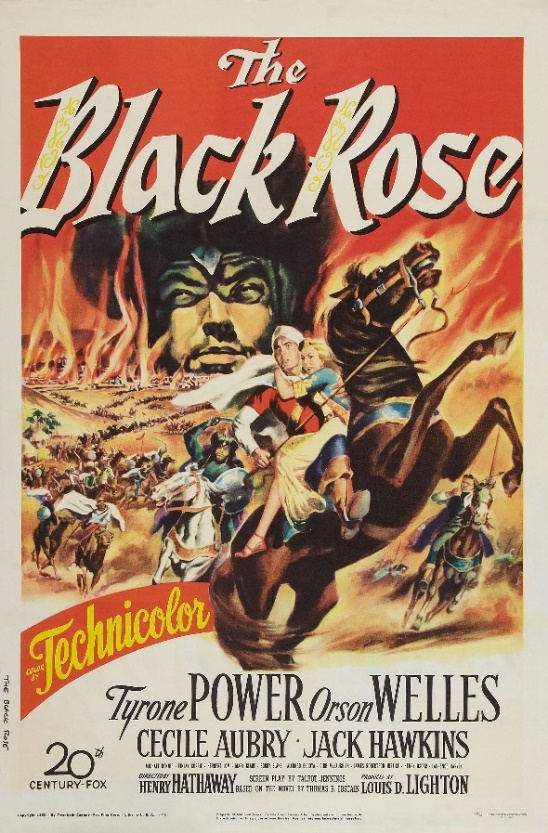 The
Black Rose
COLOR BY
Technicolor
Tyrone POWER Orson WELLES
CECILE AUBRY · JACK HAWKINS
DIRECTED BY
HENRY HATHAWAY
SCREEN PLAY BY TALBOT JENNINGS
BASED ON THE NOVEL BY THOMAS B. COSTAIN
PRODUCED BY
LOUIS D. LIGHTON
20th
CENTURY-FOX
THE BLACK ROSE